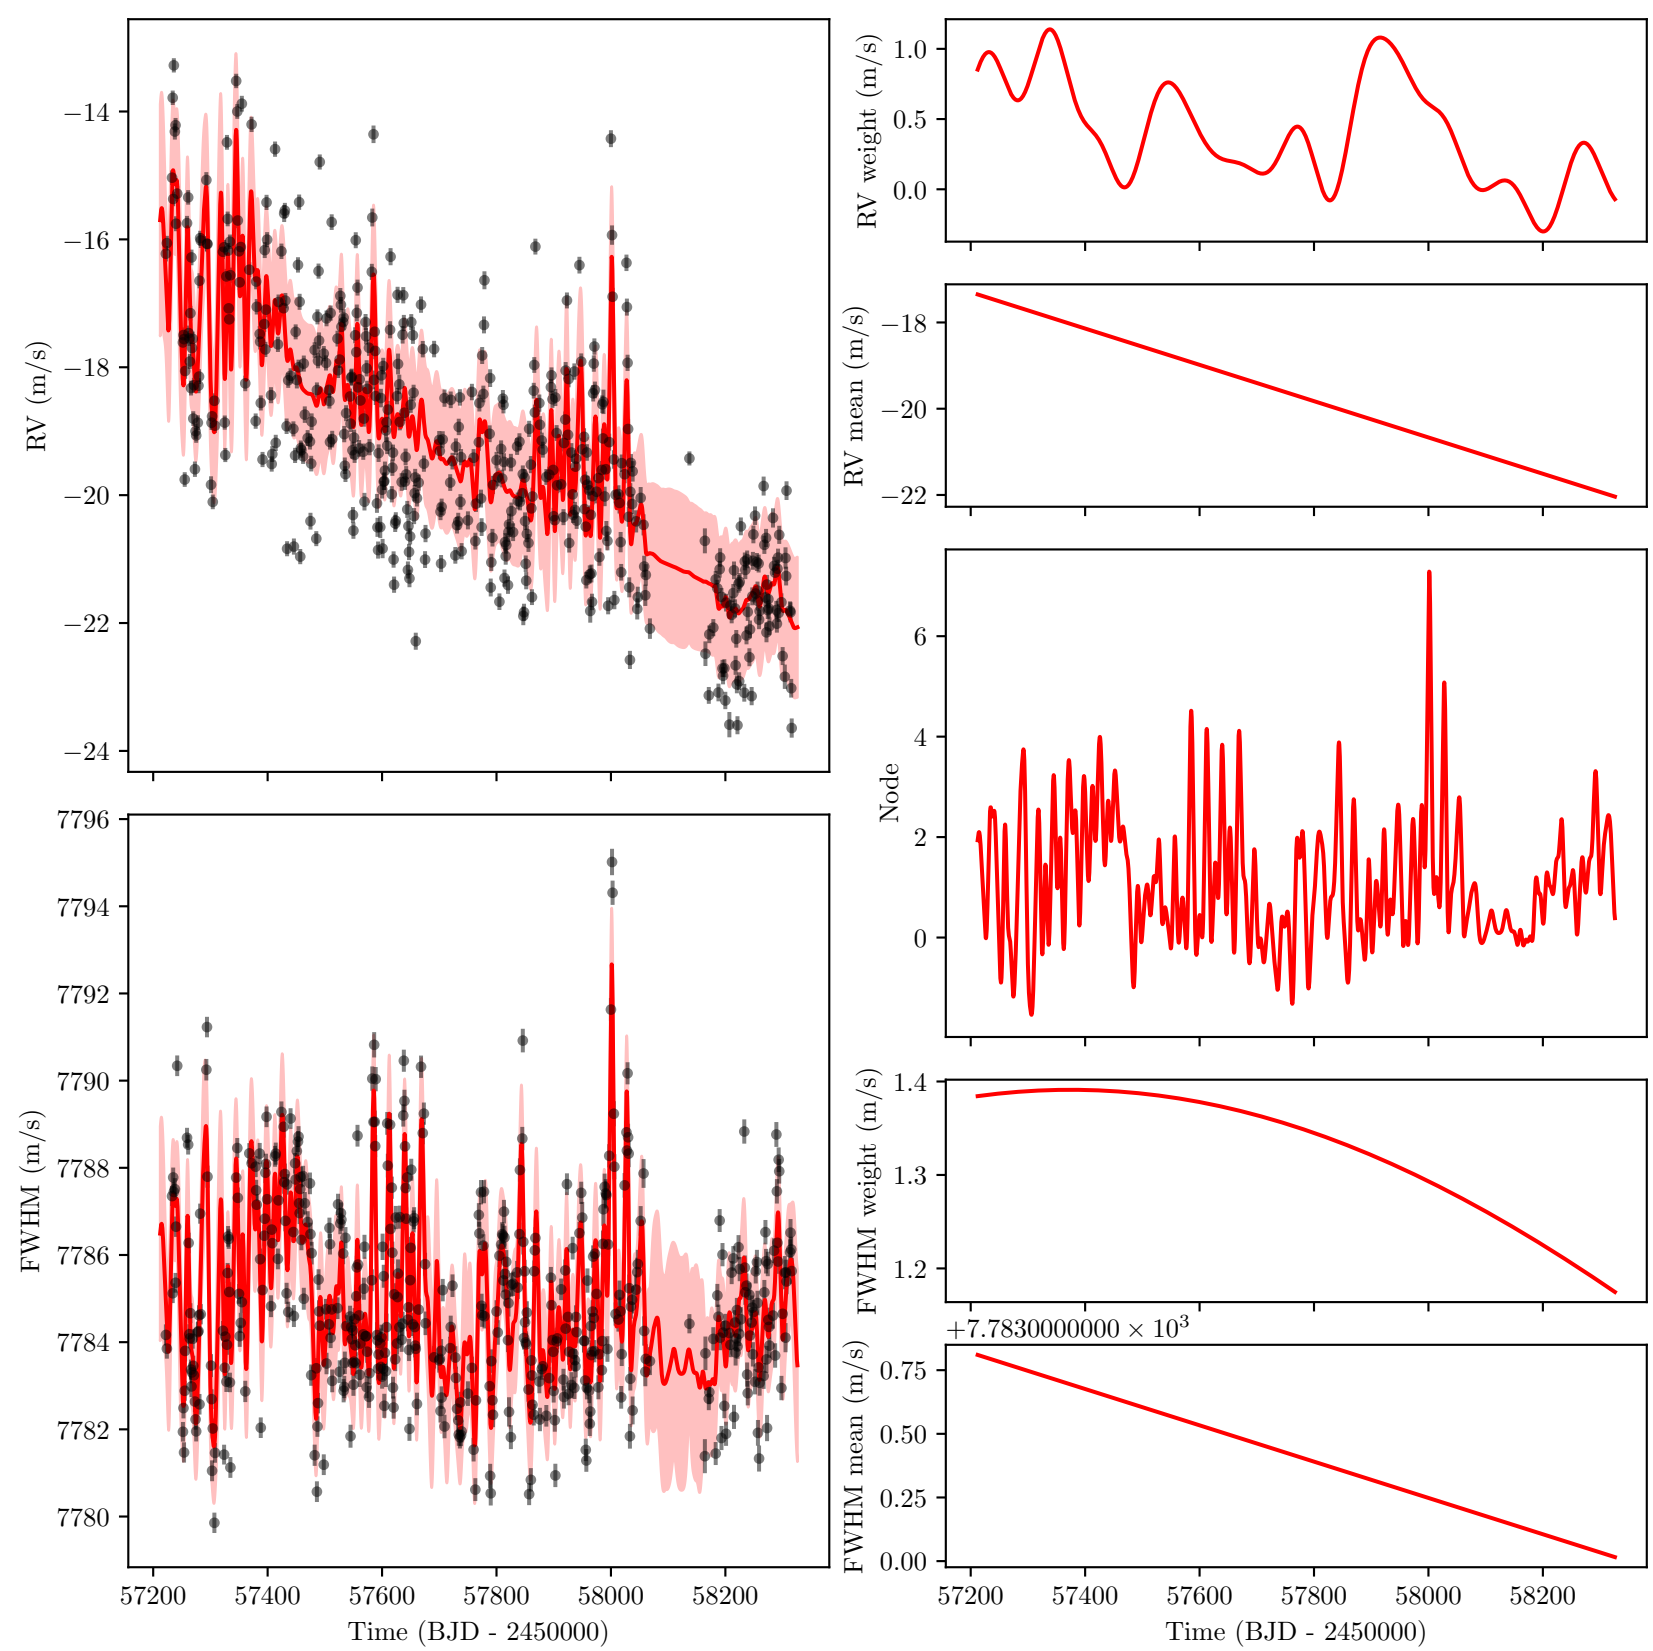 −14
−16
−18
−20
−22
−24
RV (m/s)
7796
7794
7792
7790
7788
7786
7784
7782
7780
FWHM (m/s)
57200 57400 57600 57800 58000 58200
Time (BJD - 2450000)
1.0
0.5
0.0
RV weight (m/s)
−18
−20
−22
RV mean (m/s)
6
4
2
0
Node
1.4
1.3
1.2
FWHM weight (m/s)
+7.7830000000 × 10³
0.75
0.50
0.25
0.00
FWHM mean (m/s)
57200 57400 57600 57800 58000 58200
Time (BJD - 2450000)